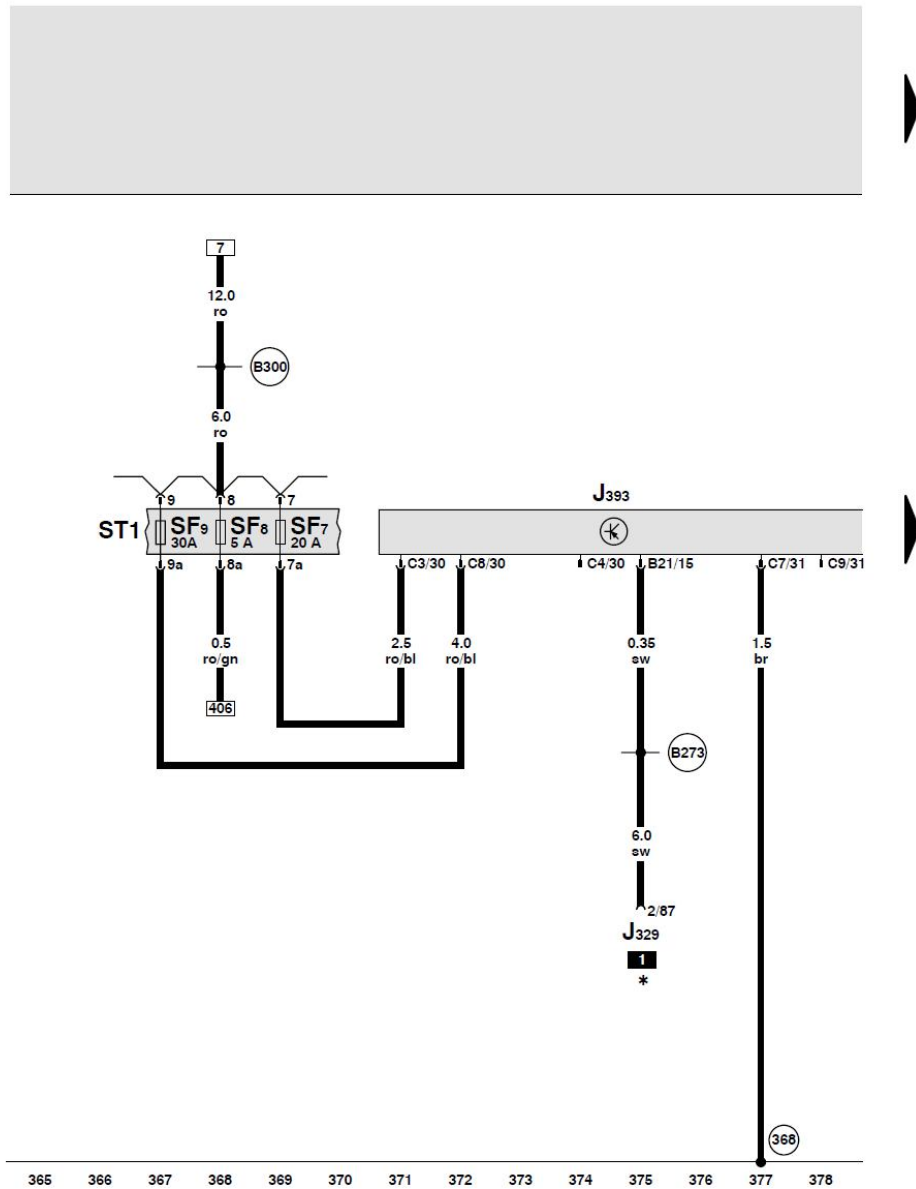 7
12.0
ro
B300
6.0
ro
9 8 7
J393
ST1 SF9 SF8 SF7
30A 5 A 20 A
9a 8a 7a C3/30 C8/30 C4/30 B21/15 C7/31 C9/31
0.5 2.5 4.0 0.35 1.5
ro/gn ro/bl ro/bl sw br
406
B273
6.0
sw
2/87
J329
1
*
368
365 366 367 368 369 370 371 372 373 374 375 376 377 378